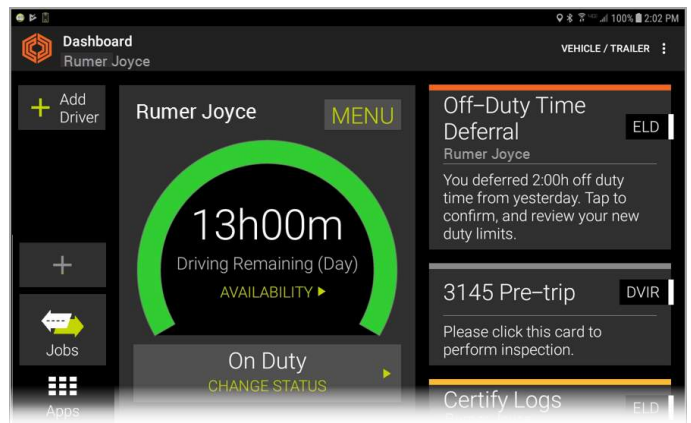 100% 2:02 PM
Dashboard
Rumer Joyce
VEHICLE / TRAILER
Add
Driver
Rumer Joyce
MENU
13h00m
Driving Remaining (Day)
AVAILABILITY
On Duty
CHANGE STATUS
Jobs
Apps
Off-Duty Time
Deferral
ELD
Rumer Joyce
You deferred 2:00h off duty
time from yesterday. Tap to
confirm, and review your new
duty limits.
3145 Pre-trip
DVIR
Please click this card to
perform inspection.
Certify Logs
ELD